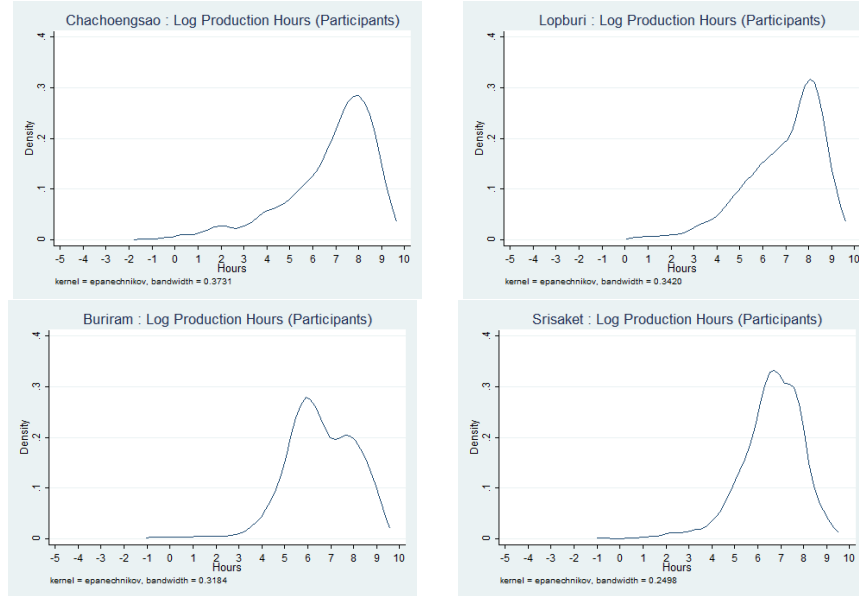 Chachoengsao : Log Production Hours (Participants)
.4
.3
.2
.1
0
Density
-5 -4 -3 -2 -1 0 1 2 3 4 5 6 7 8 9 10
Hours
kernel = epanechnikov, bandwidth = 0.3731
Lopburi : Log Production Hours (Participants)
.4
.3
.2
.1
0
Density
-5 -4 -3 -2 -1 0 1 2 3 4 5 6 7 8 9 10
Hours
kernel = epanechnikov, bandwidth = 0.3420
Buriram : Log Production Hours (Participants)
.4
.3
.2
.1
0
Density
-5 -4 -3 -2 -1 0 1 2 3 4 5 6 7 8 9 10
Hours
kernel = epanechnikov, bandwidth = 0.3184
Srisaket : Log Production Hours (Participants)
.4
.3
.2
.1
0
Density
-5 -4 -3 -2 -1 0 1 2 3 4 5 6 7 8 9 10
Hours
kernel = epanechnikov, bandwidth = 0.2498